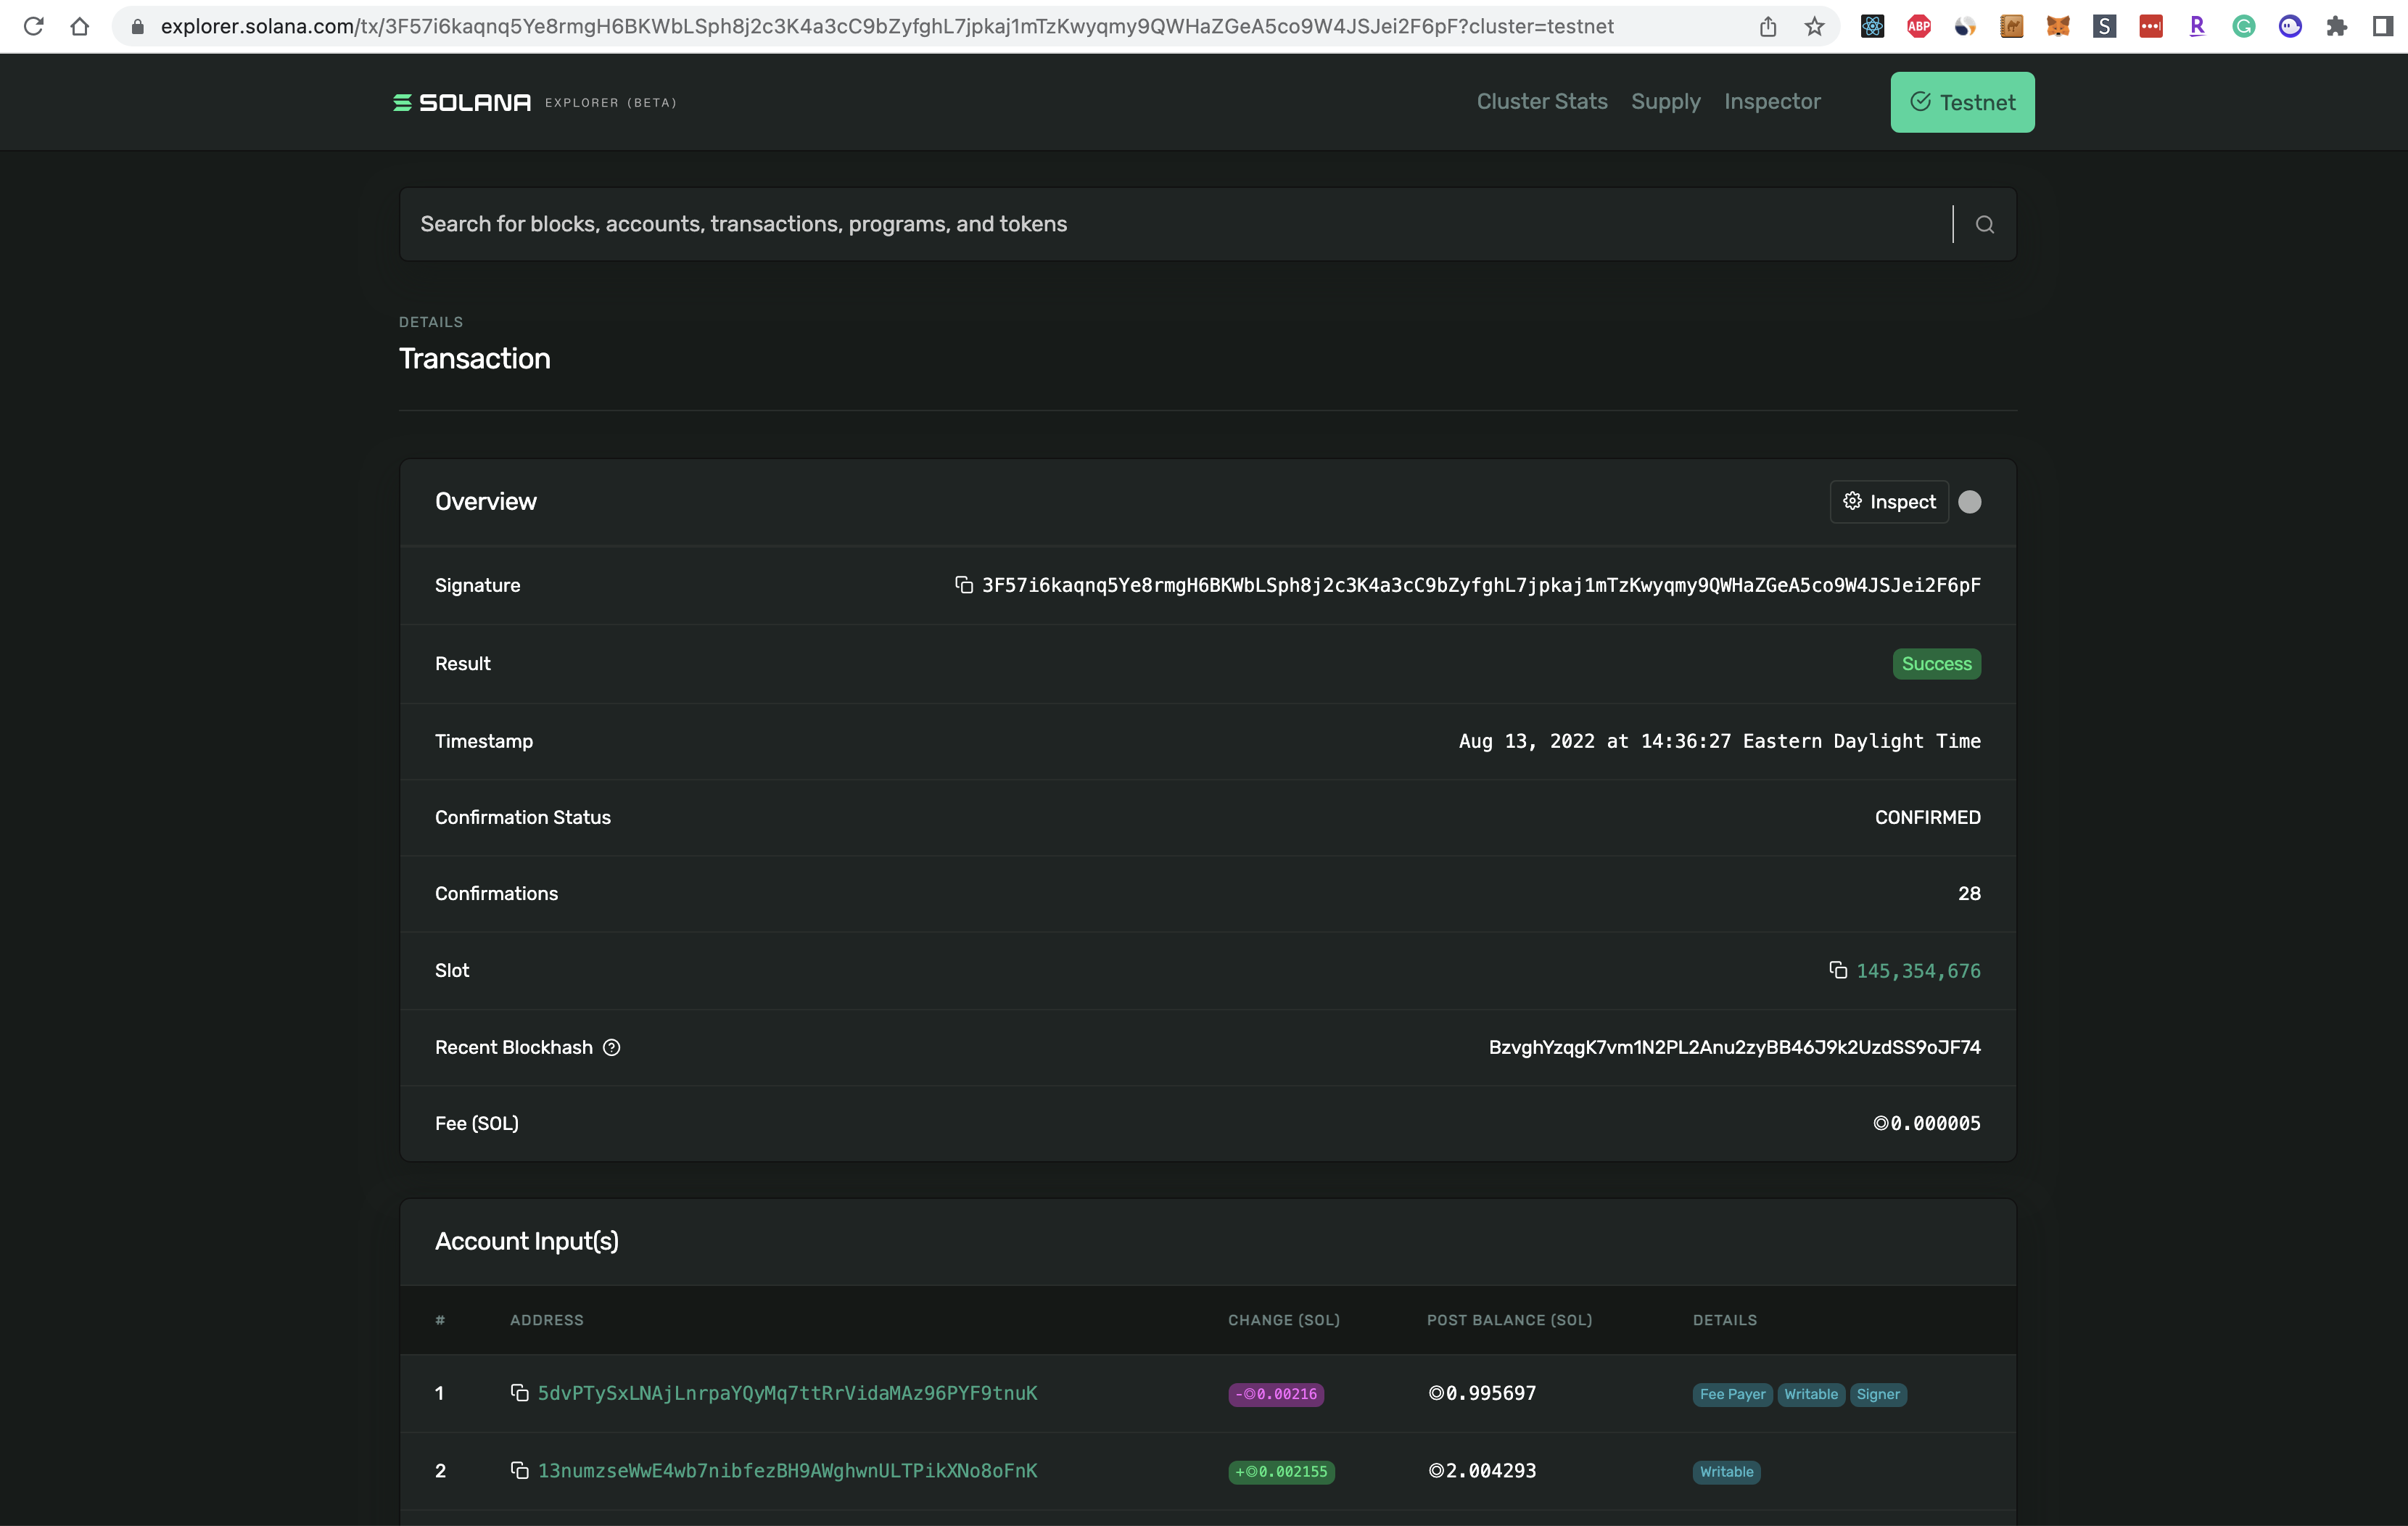 explorer.solana.com/tx/3F57i6kaqnq5Ye8rmgH6BKWbLSph8j2c3K4a3cC9bZyfghL7jpkaj1mTzKwyqmy9QWHaZGeA5co9W4JSJei2F6pF?cluster=testnet
ABP
S
R
G
SOLANA EXPLORER (BETA)
Cluster Stats Supply Inspector Testnet
Search for blocks, accounts, transactions, programs, and tokens
DETAILS
Transaction
Overview Inspect
Signature 3F57i6kaqnq5Ye8rmgH6BKWbLSph8j2c3K4a3cC9bZyfghL7jpkaj1mTzKwyqmy9QWHaZGeA5co9W4JSJei2F6pF
Result Success
Timestamp Aug 13, 2022 at 14:36:27 Eastern Daylight Time
Confirmation Status CONFIRMED
Confirmations 28
Slot 145,354,676
Recent Blockhash BzvghYzqgK7vm1N2PL2Anu2zyBB46J9k2UzdSS9oJF74
Fee (SOL) ◎0.000005
Account Input(s)
# ADDRESS CHANGE (SOL) POST BALANCE (SOL) DETAILS
1 5dvPTySxLNAjLnrpaYQyMq7ttRrVidaMAz96PYF9tnuK -◎0.00216 ◎0.995697 Fee Payer Writable Signer
2 13numzseWwE4wb7nibfezBH9AWghwnULTPikXNo8oFnK +◎0.002155 ◎2.004293 Writable